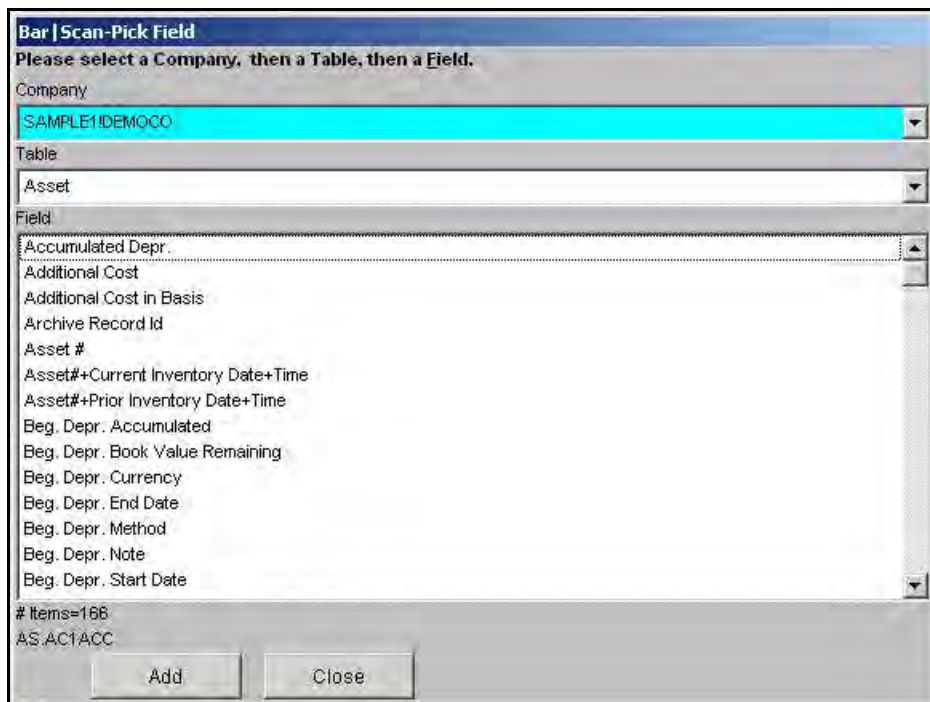 Bar|Scan-Pick Field
Please select a Company, then a Table, then a Field.
Company
SAMPLE1!DEMOCO
Table
Asset
Field
Accumulated Depr.
Additional Cost
Additional Cost in Basis
Archive Record Id
Asset #
Asset#+Current Inventory Date+Time
Asset#+Prior Inventory Date+Time
Beg. Depr. Accumulated
Beg. Depr. Book Value Remaining
Beg. Depr. Currency
Beg. Depr. End Date
Beg. Depr. Method
Beg. Depr. Note
Beg. Depr. Start Date
# Items=166
AS.AC1ACC
Add Close